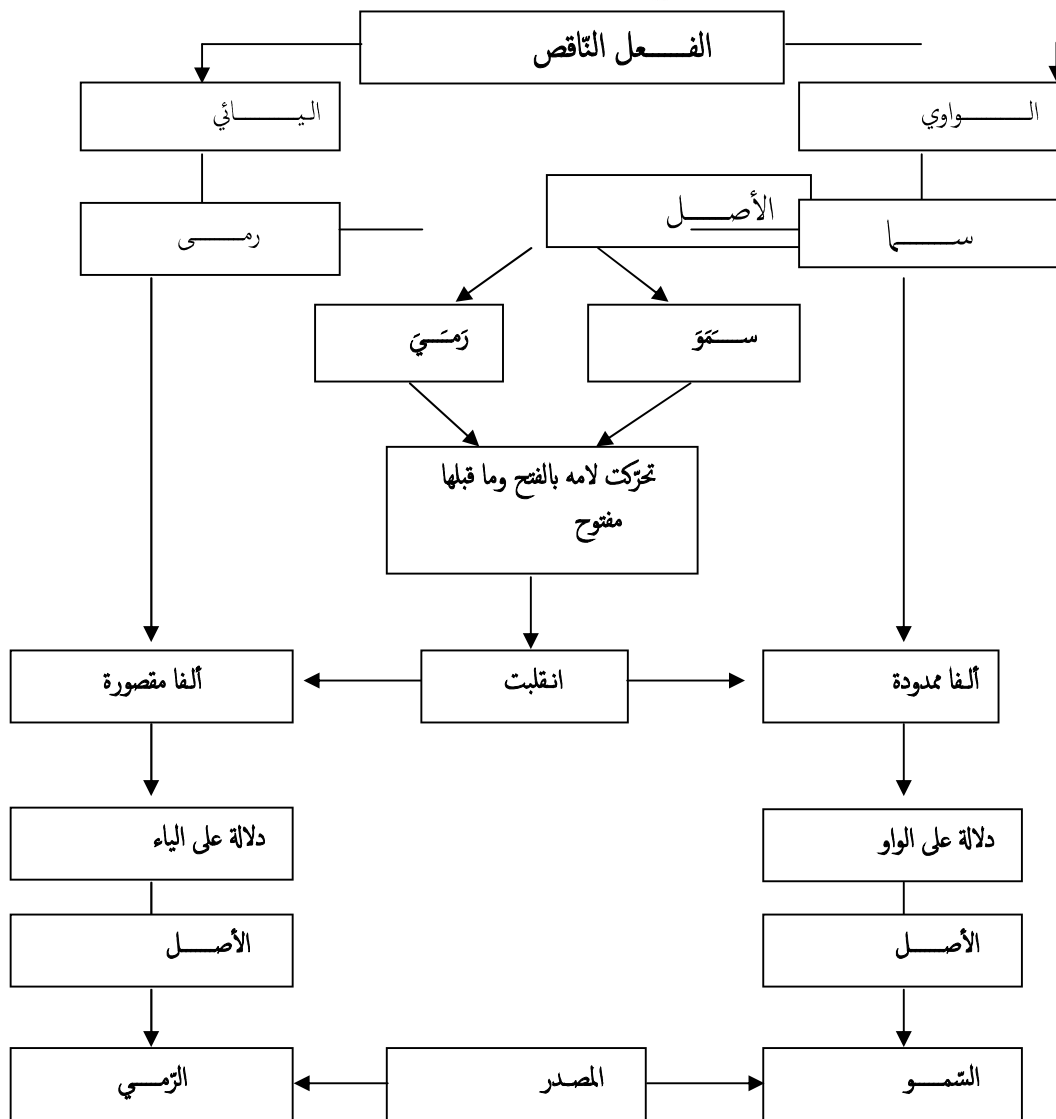 الفعل النّاقص
الواوي
اليائي
الأصل
سما
رمى
سَمَوَ
رَمَيَ
تحرّكت لامه بالفتح وما قبلها
مفتوح
ألفا ممدودة
انقلبت
ألفا مقصورة
دلالة على الواو
دلالة على الياء
الأصل
الأصل
السّمو
المصدر
الرّمي